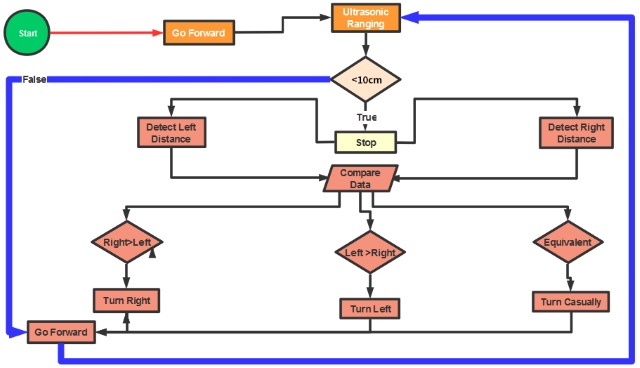 Start
Go Forward
Ultrasonic
Ranging
<10cm
False
True
Stop
Detect Left
Distance
Detect Right
Distance
Compare
Data
Right>Left
Left >Right
Equivalent
Turn Right
Turn Left
Turn Casually
Go Forward